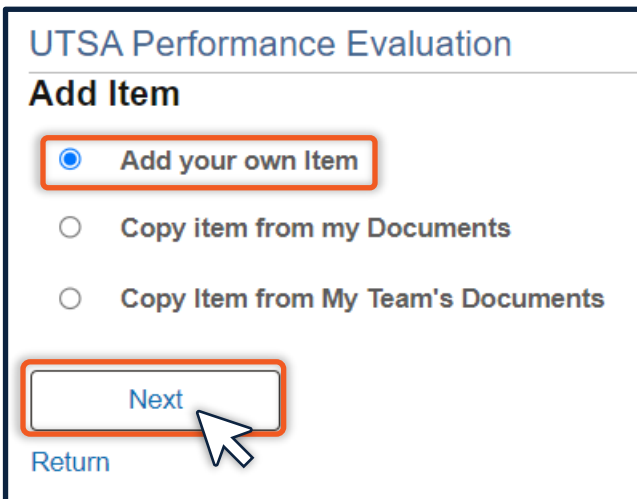 UTSA Performance Evaluation
Add Item
Add your own Item
Copy item from my Documents
Copy Item from My Team's Documents
Next
Return